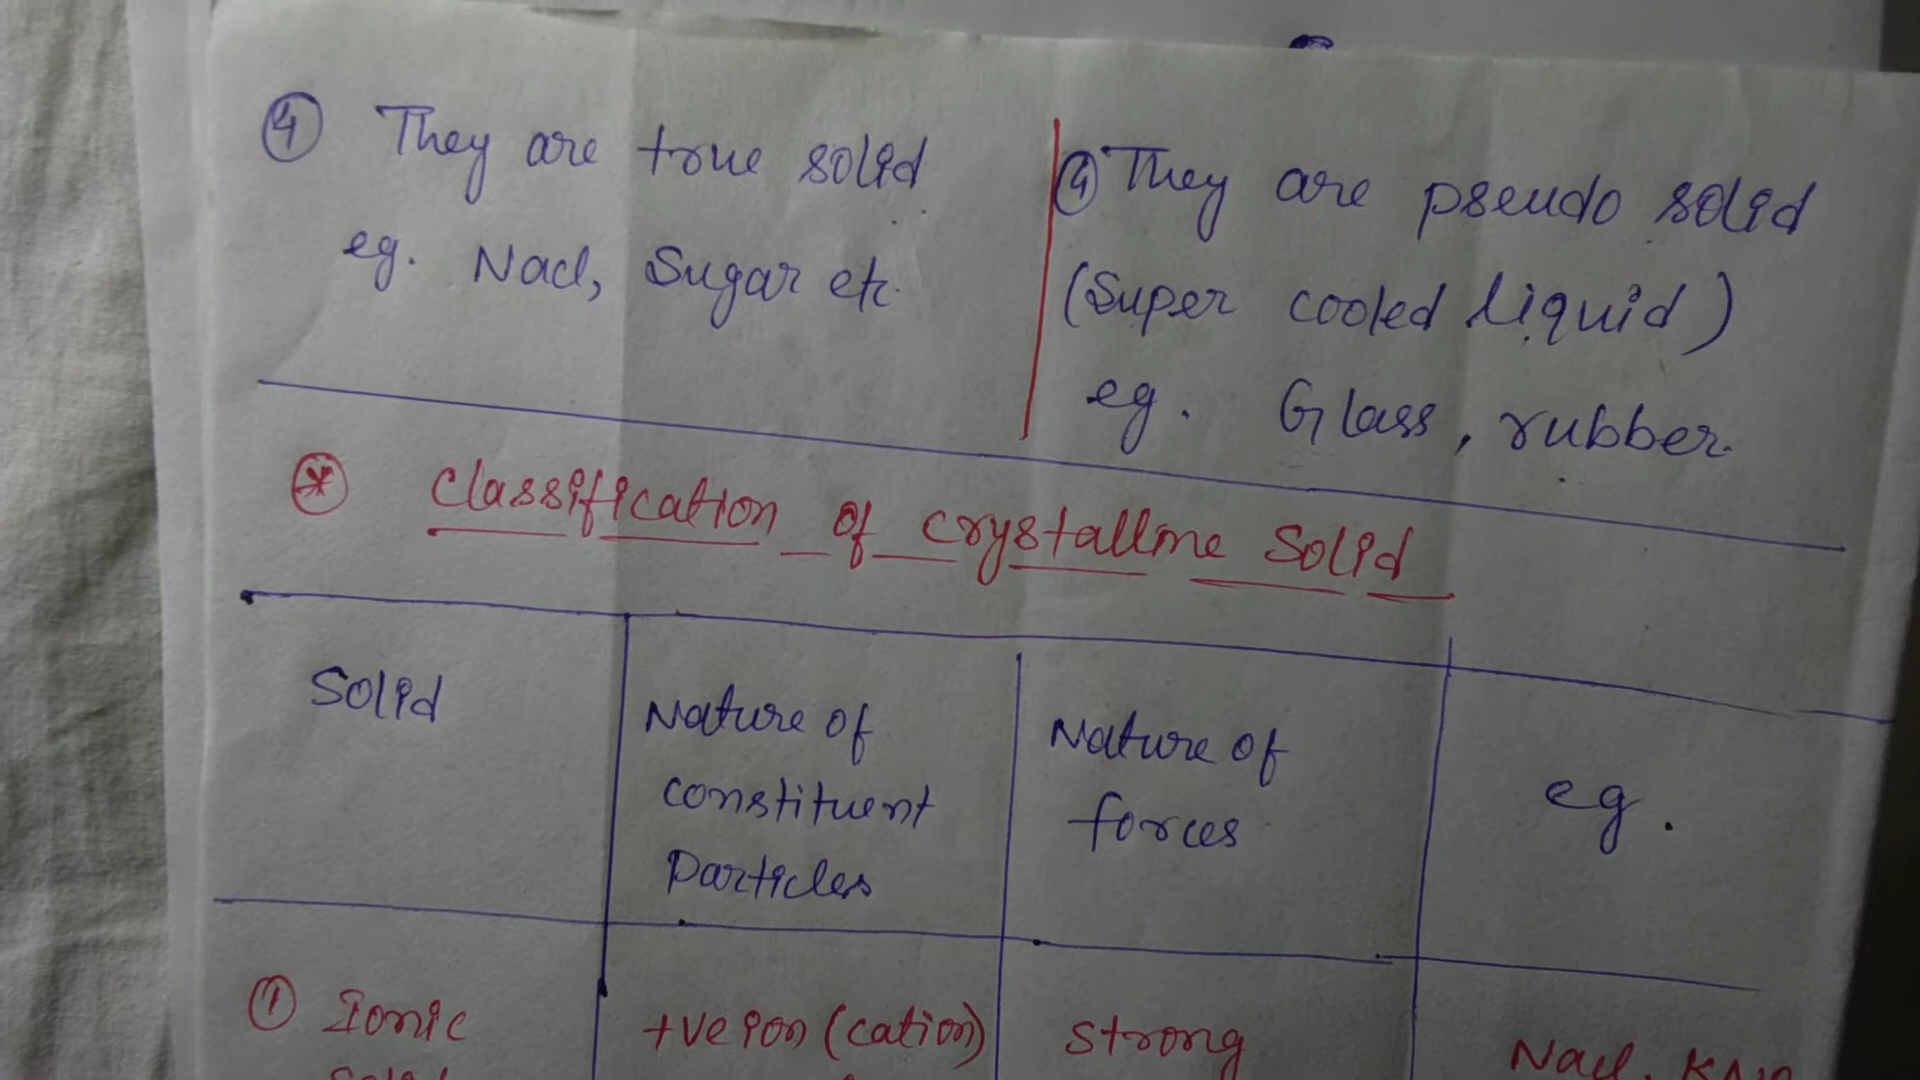 ④ They are true solid
eg. Nacl, Sugar etc.
④ They are pseudo solid
(Super cooled liquid)
eg. Glass, rubber.
* Classification of crystalline Solid
Solid
Nature of
constituent
Particles
Nature of
forces
eg.
① Ionic
Solid
+ve ion (cation)
strong
Nacl,